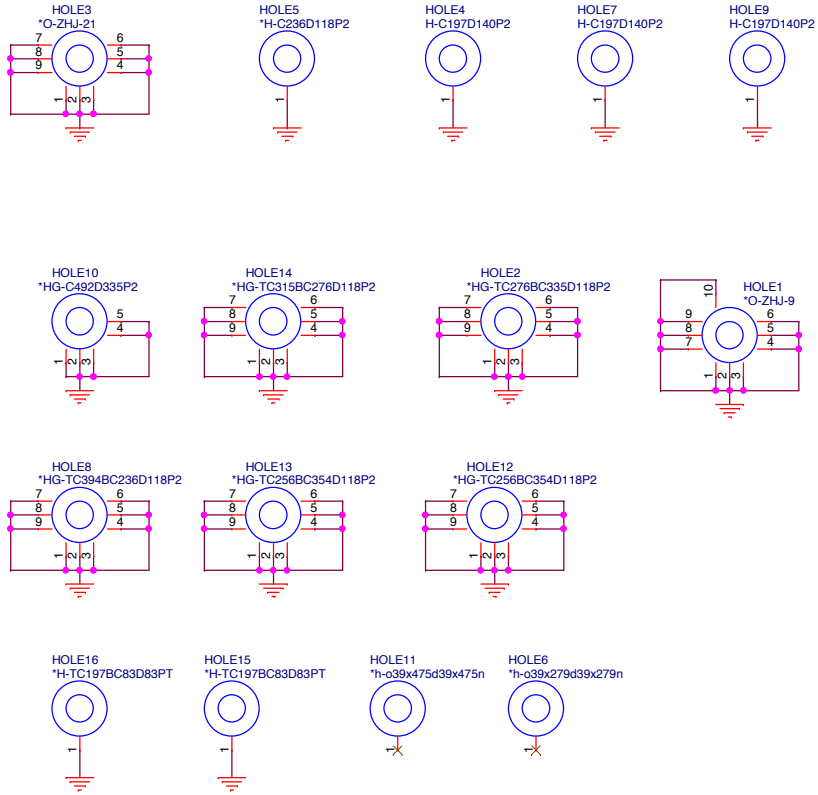 HOLE3
*O-ZHJ-21
7
8
9
6
5
4
1
2
3
HOLE5
*H-C236D118P2
1
HOLE4
H-C197D140P2
1
HOLE7
H-C197D140P2
1
HOLE9
H-C197D140P2
1
HOLE10
*HG-C492D335P2
5
4
1
2
3
HOLE14
*HG-TC315BC276D118P2
7
8
9
6
5
4
1
2
3
HOLE2
*HG-TC276BC335D118P2
7
8
9
6
5
4
1
2
3
HOLE1
*O-ZHJ-9
10
9
8
7
6
5
4
1
2
3
HOLE8
*HG-TC394BC236D118P2
7
8
9
6
5
4
1
2
3
HOLE13
*HG-TC256BC354D118P2
7
8
9
6
5
4
1
2
3
HOLE12
*HG-TC256BC354D118P2
7
8
9
6
5
4
1
2
3
HOLE16
*H-TC197BC83D83PT
1
HOLE15
*H-TC197BC83D83PT
1
HOLE11
*h-o39x475d39x475n
1
HOLE6
*h-o39x279d39x279n
1